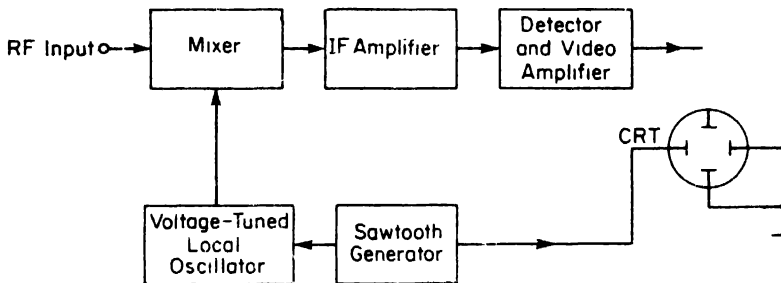 RF Input
Mixer
IF Amplifier
Detector
and Video
Amplifier
CRT
Voltage-Tuned
Local
Oscillator
Sawtooth
Generator